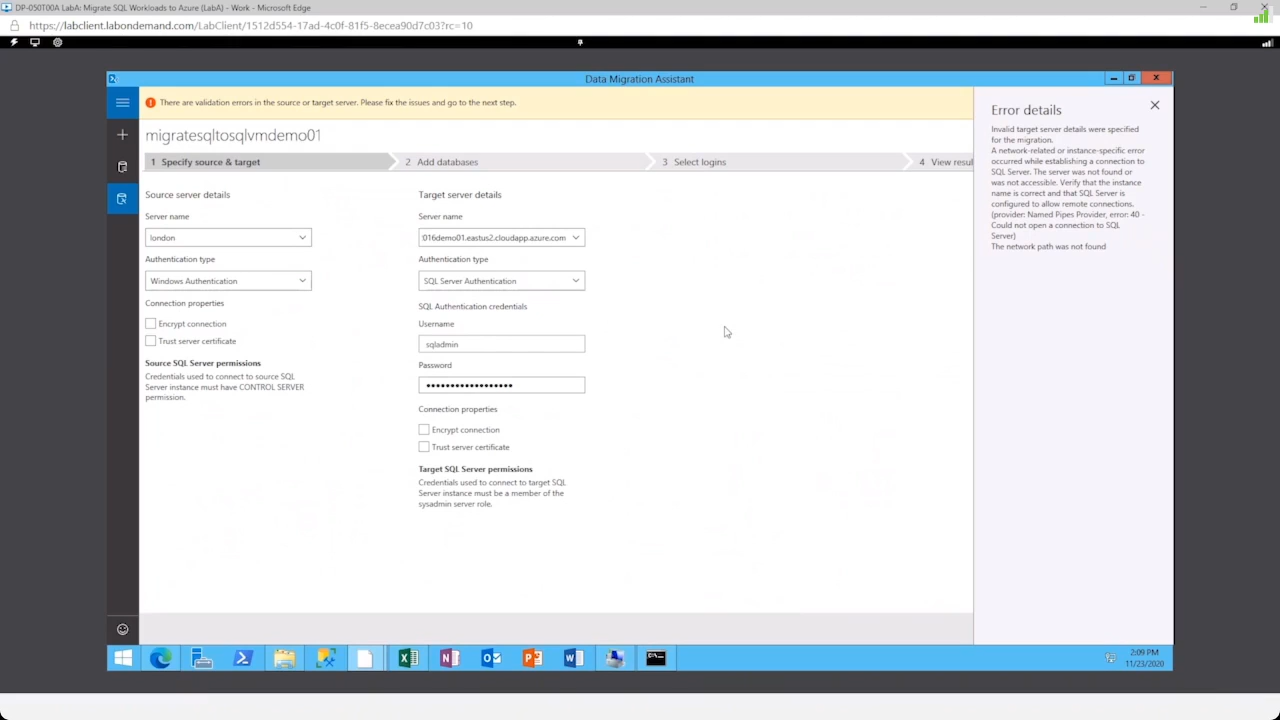 DP-050T00A LabA: Migrate SQL Workloads to Azure (LabA) - Work - Microsoft Edge
https://labclient.labondemand.com/LabClient/1512d554-17ad-4c0f-81f5-8ecea90d7c03?rc=10
Data Migration Assistant
There are validation errors in the source or target server. Please fix the issues and go to the next step.
migratesqltosqlvmdemo01
1 Specify source & target
2 Add databases
3 Select logins
4 View resul
Source server details
Server name
london
Authentication type
Windows Authentication
Connection properties
Encrypt connection
Trust server certificate
Source SQL Server permissions
Credentials used to connect to source SQL
Server instance must have CONTROL SERVER
permission.
Target server details
Server name
016demo01.eastus2.cloudapp.azure.com
Authentication type
SQL Server Authentication
SQL Authentication credentials
Username
sqladmin
Password
••••••••••••••••••
Connection properties
Encrypt connection
Trust server certificate
Target SQL Server permissions
Credentials used to connect to target SQL
Server instance must be a member of the
sysadmin server role.
Error details
Invalid target server details were specified
for the migration.
A network-related or instance-specific error
occurred while establishing a connection to
SQL Server. The server was not found or
was not accessible. Verify that the instance
name is correct and that SQL Server is
configured to allow remote connections.
(provider: Named Pipes Provider, error: 40 -
Could not open a connection to SQL
Server)
The network path was not found
2:09 PM
11/23/2020